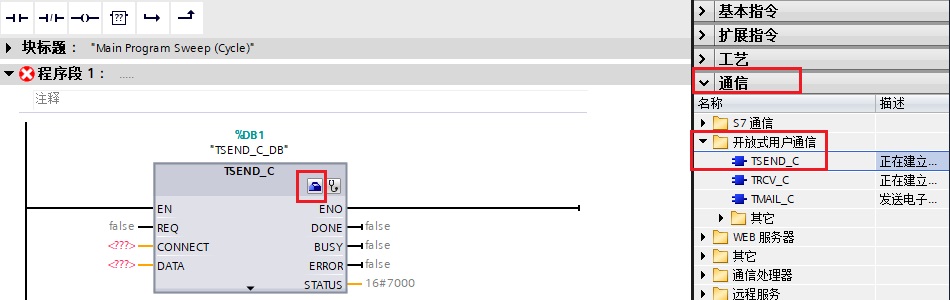 ??
块标题： "Main Program Sweep (Cycle)"
程序段 1： .....
注释
%DB1
"TSEND_C_DB"
TSEND_C
EN ENO
false REQ DONE false
<???> CONNECT BUSY false
<???> DATA ERROR false
STATUS 16#7000
基本指令
扩展指令
工艺
通信
名称 描述
S7 通信
开放式用户通信
TSEND_C 正在建立...
TRCV_C 正在建立...
TMAIL_C 发送电子...
其它
WEB 服务器
其它
通信处理器
远程服务